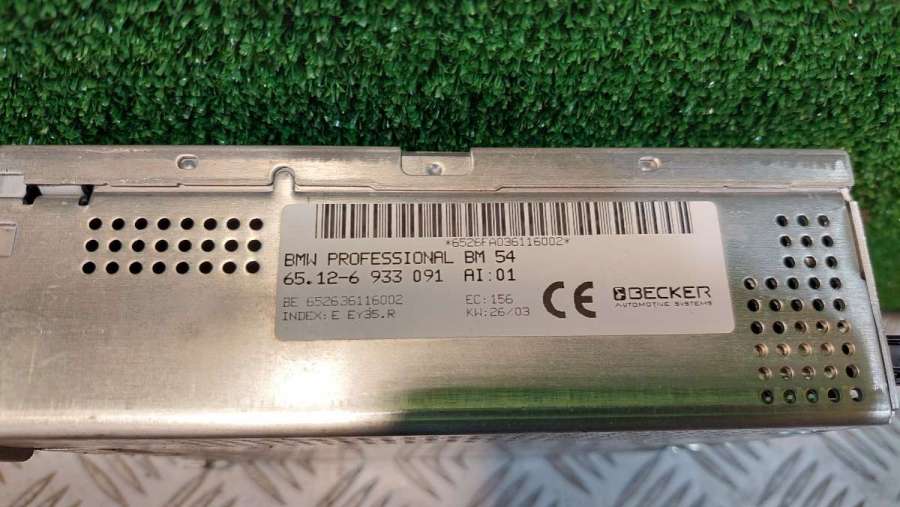 *6526FA036116002*
BMW PROFESSIONAL BM 54
65.12-6 933 091 AI:01
BE 652636116002 EC:156
INDEX: E EY35.R KW:26/03
CE
BECKER
AUTOMOTIVE SYSTEMS